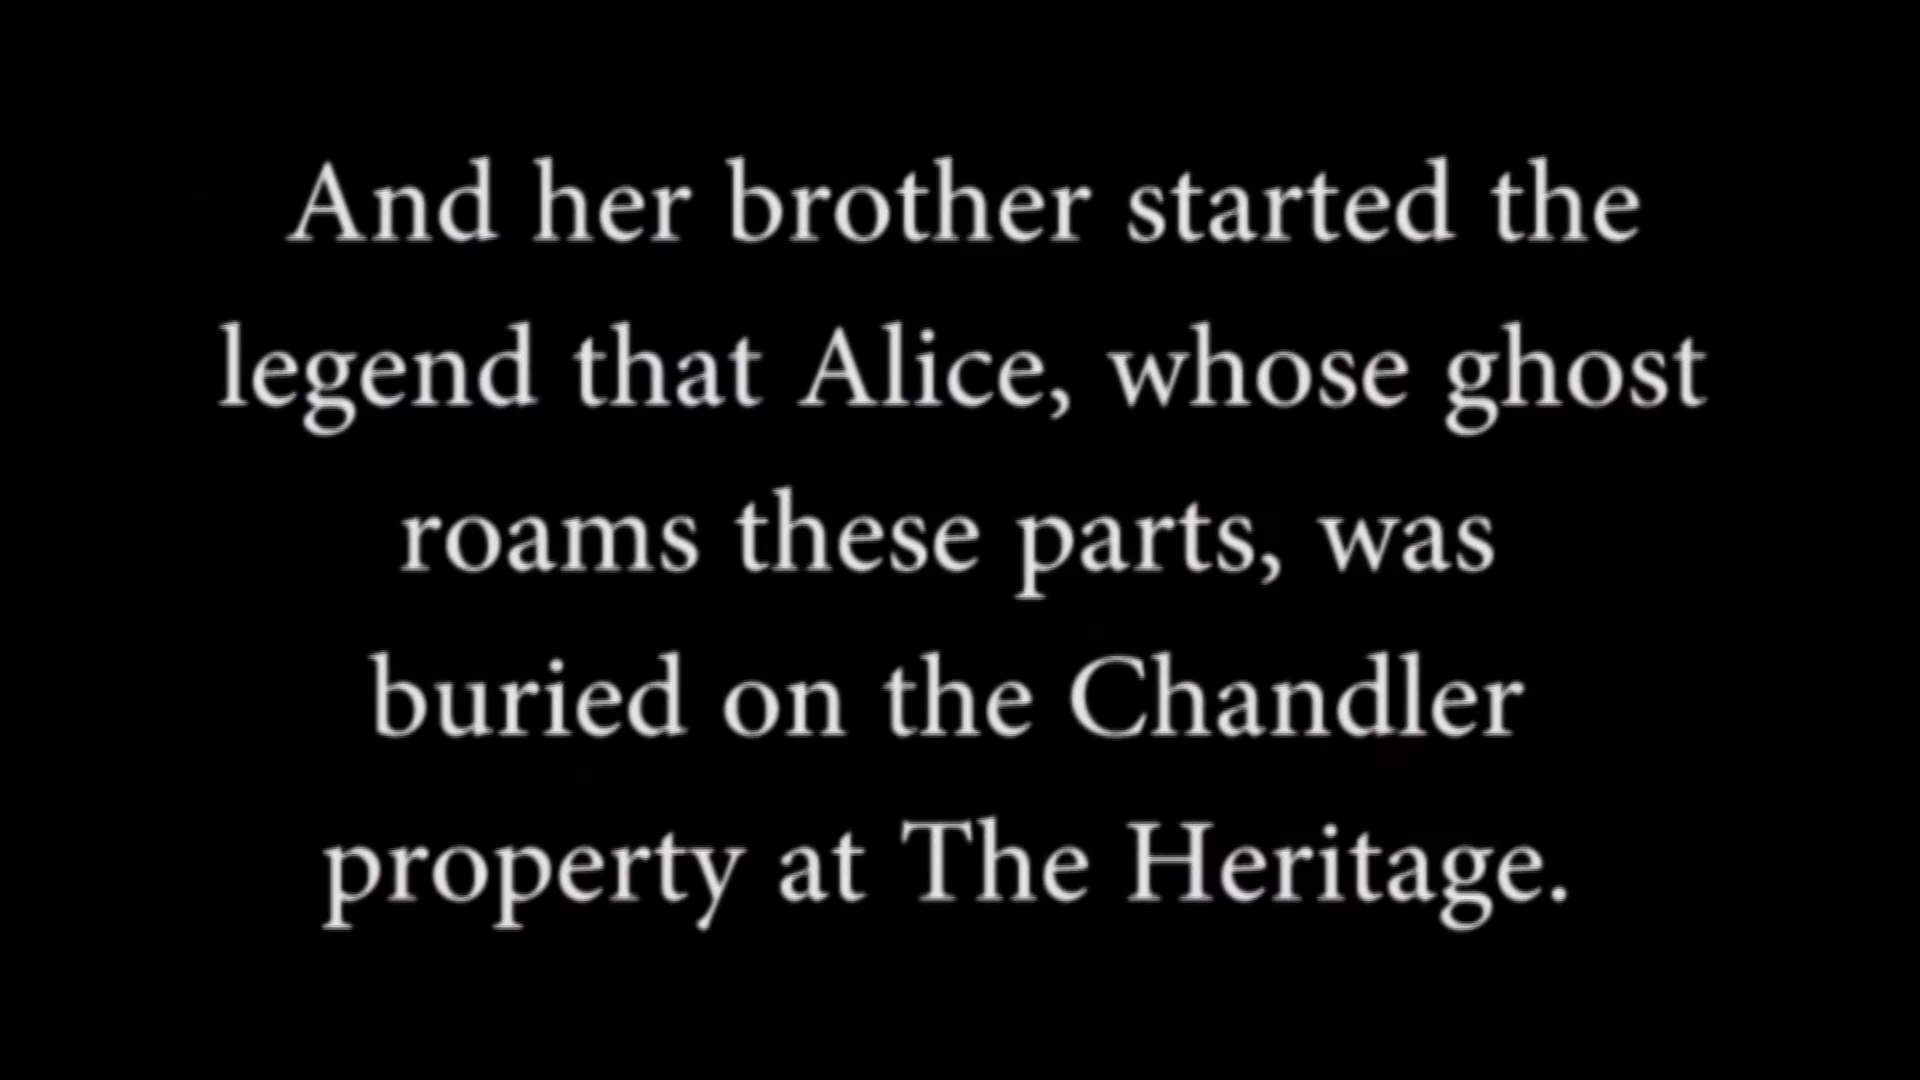 And her brother started the
legend that Alice, whose ghost
roams these parts, was
buried on the Chandler
property at The Heritage.